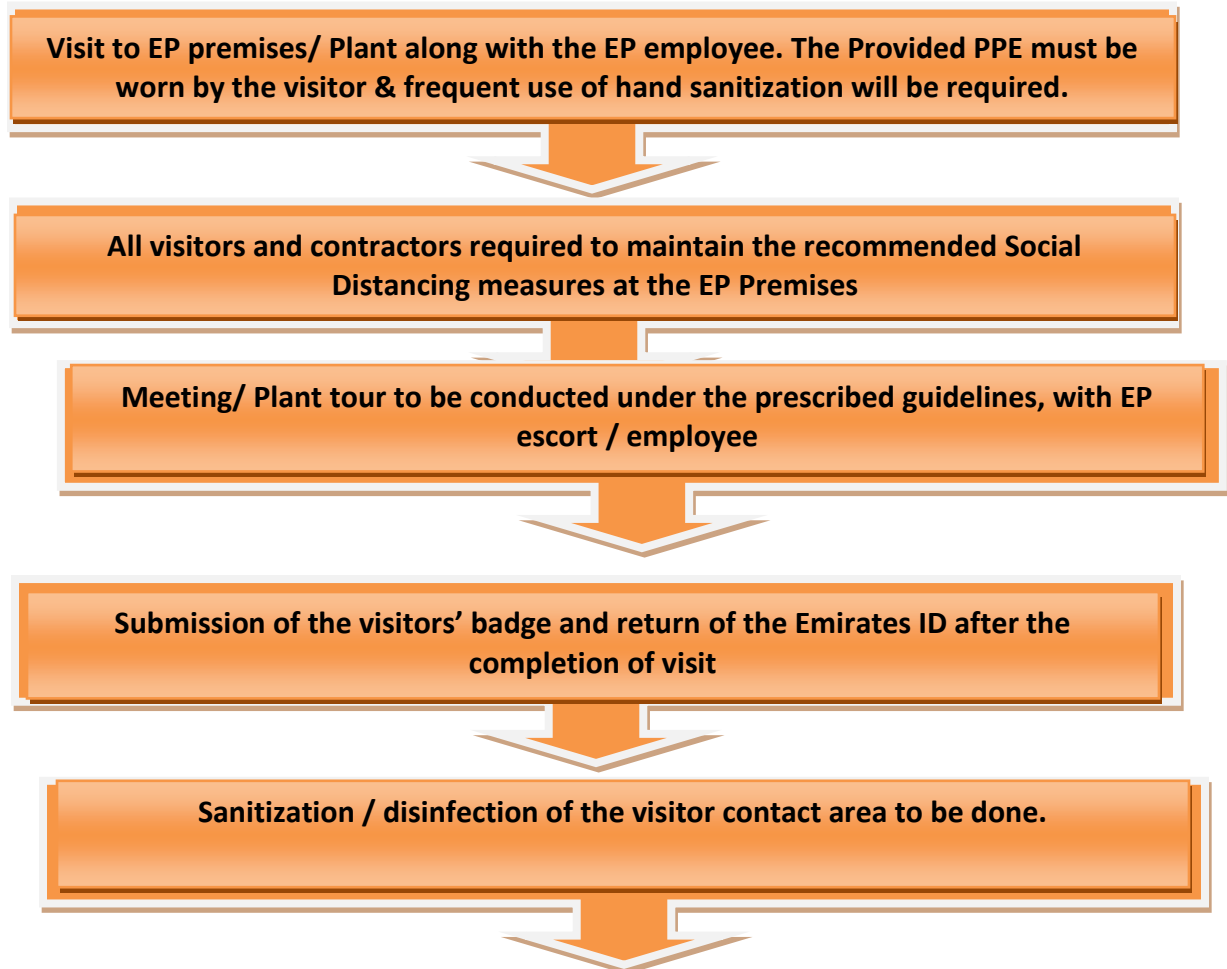 Visit to EP premises/ Plant along with the EP employee. The Provided PPE must be
worn by the visitor & frequent use of hand sanitization will be required.
All visitors and contractors required to maintain the recommended Social
Distancing measures at the EP Premises
Meeting/ Plant tour to be conducted under the prescribed guidelines, with EP
escort / employee
Submission of the visitors’ badge and return of the Emirates ID after the
completion of visit
Sanitization / disinfection of the visitor contact area to be done.